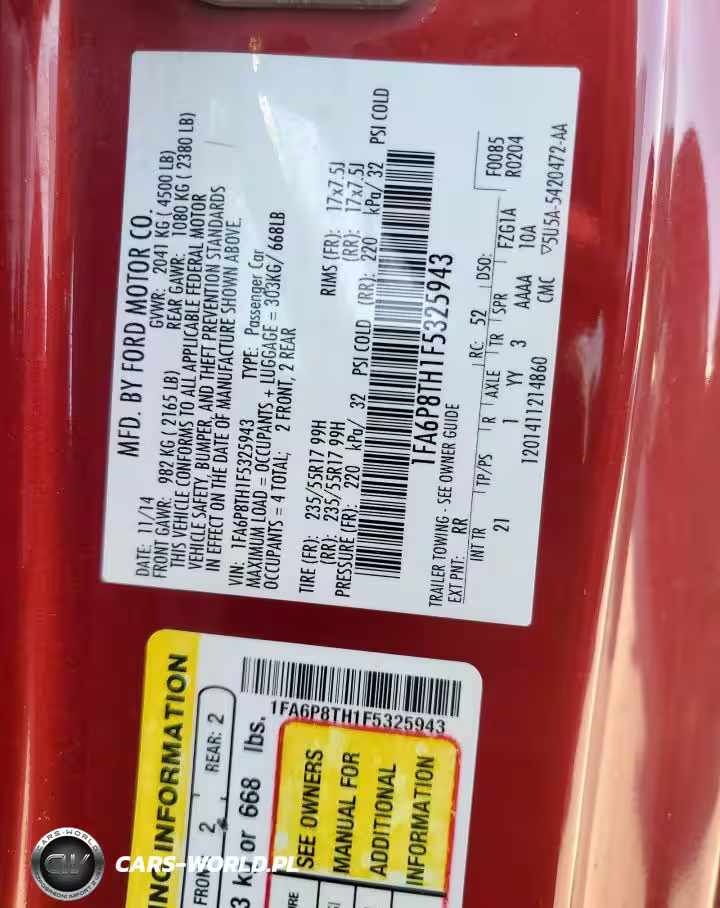 MFD. BY FORD MOTOR CO.
DATE: 11/14 GVWR: 2041 KG ( 4500 LB)
FRONT GAWR: 982 KG ( 2165 LB) REAR GAWR: 1080 KG ( 2380 LB)
THIS VEHICLE CONFORMS TO ALL APPLICABLE FEDERAL MOTOR
VEHICLE SAFETY, BUMPER, AND THEFT PREVENTION STANDARDS
IN EFFECT ON THE DATE OF MANUFACTURE SHOWN ABOVE.
VIN: 1FA6P8TH1F5325943 TYPE: Passenger Car
MAXIMUM LOAD = OCCUPANTS + LUGGAGE = 303KG/ 668LB
OCCUPANTS = 4 TOTAL; 2 FRONT, 2 REAR
TIRE (FR): 235/55R17 99H RIMS (FR): 17x7.5J
(RR): 235/55R17 99H (RR): 17x7.5J
PRESSURE (FR): 220 kPa/ 32 PSI COLD (RR): 220 kPa/ 32 PSI COLD
1FA6P8TH1F5325943
TRAILER TOWING - SEE OWNER GUIDE
EXT PNT: RR RC: 52 DSO: F0085
R0204
INT TR TP/PS R AXLE TR SPR FZG1A
21 1 YY 3 AAAA 10A
1201411214860 CMC ▽5U5A-5420472-AA
ING INFORMATION
FRONT 2 REAR: 2
3 kg or 668 lbs.
1FA6P8TH1F5325943
SEE OWNERS
MANUAL FOR
ADDITIONAL
INFORMATION
CARS-WORLD
CW
CARS-WORLD.PL